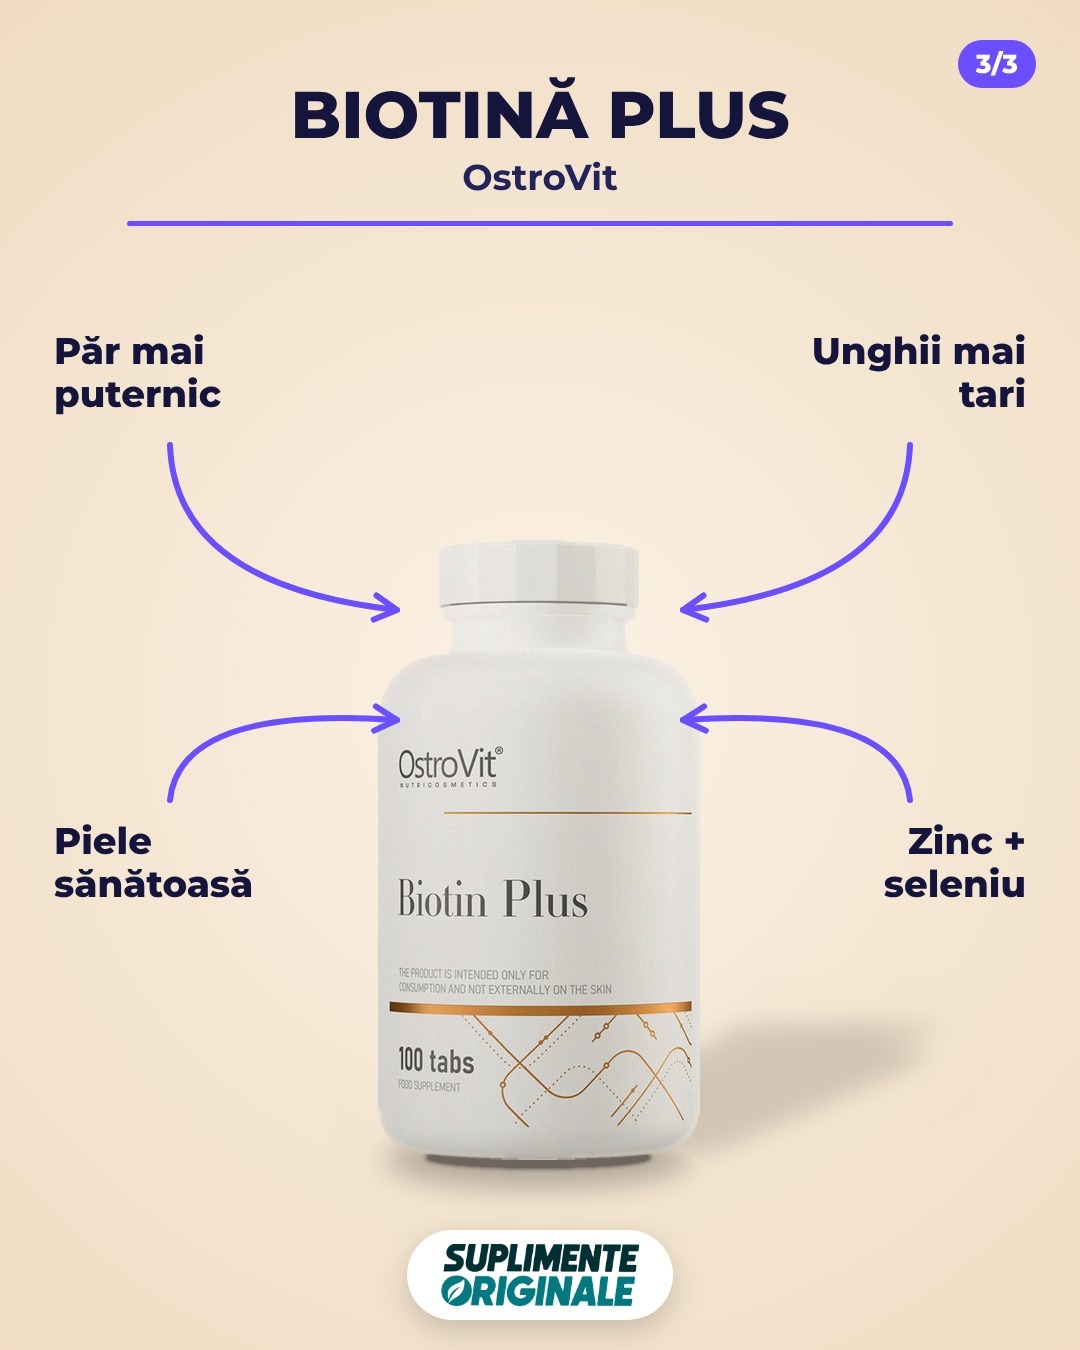 3/3
BIOTINĂ PLUS
OstroVit
Păr mai
puternic
Unghii mai
tari
Piele
sănătoasă
Zinc +
seleniu
OstroVit®
NUTRICOSMETICS
Biotin Plus
THE PRODUCT IS INTENDED ONLY FOR
CONSUMPTION AND NOT EXTERNALLY ON THE SKIN
100 tabs
FOOD SUPPLEMENT
SUPLIMENTE
ORIGINALE